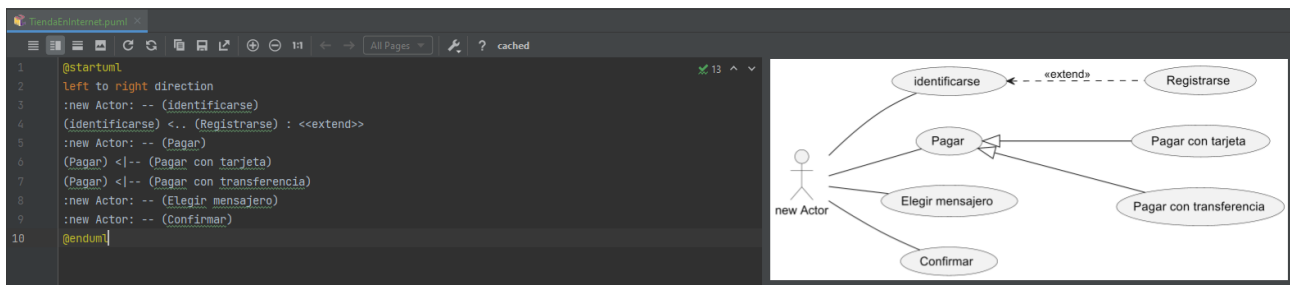 TiendaEnInternet.puml
1:1 All Pages ? cached
1 @startuml
13
2 left to right direction
3 :new Actor: -- (identificarse)
4 (identificarse) <.. (Registrarse) : <<extend>>
5 :new Actor: -- (Pagar)
6 (Pagar) <|-- (Pagar con tarjeta)
7 (Pagar) <|-- (Pagar con transferencia)
8 :new Actor: -- (Elegir mensajero)
9 :new Actor: -- (Confirmar)
10 @enduml
identificarse
«extend»
Registrarse
Pagar
Pagar con tarjeta
new Actor
Elegir mensajero
Pagar con transferencia
Confirmar